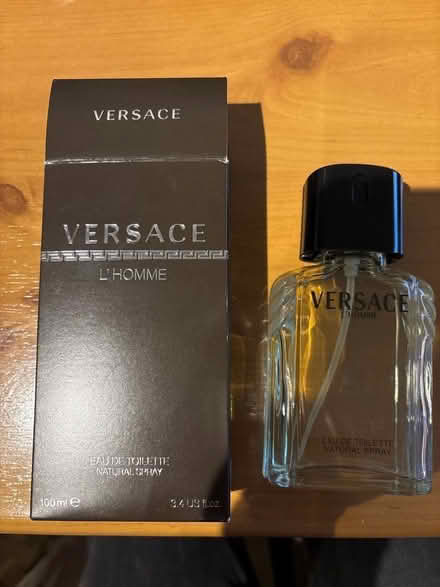 VERSACE
VERSACE
L'HOMME
EAU DE TOILETTE
NATURAL SPRAY
100 ml e 3.4 US fl.oz.
VERSACE
L'HOMME
EAU DE TOILETTE
NATURAL SPRAY